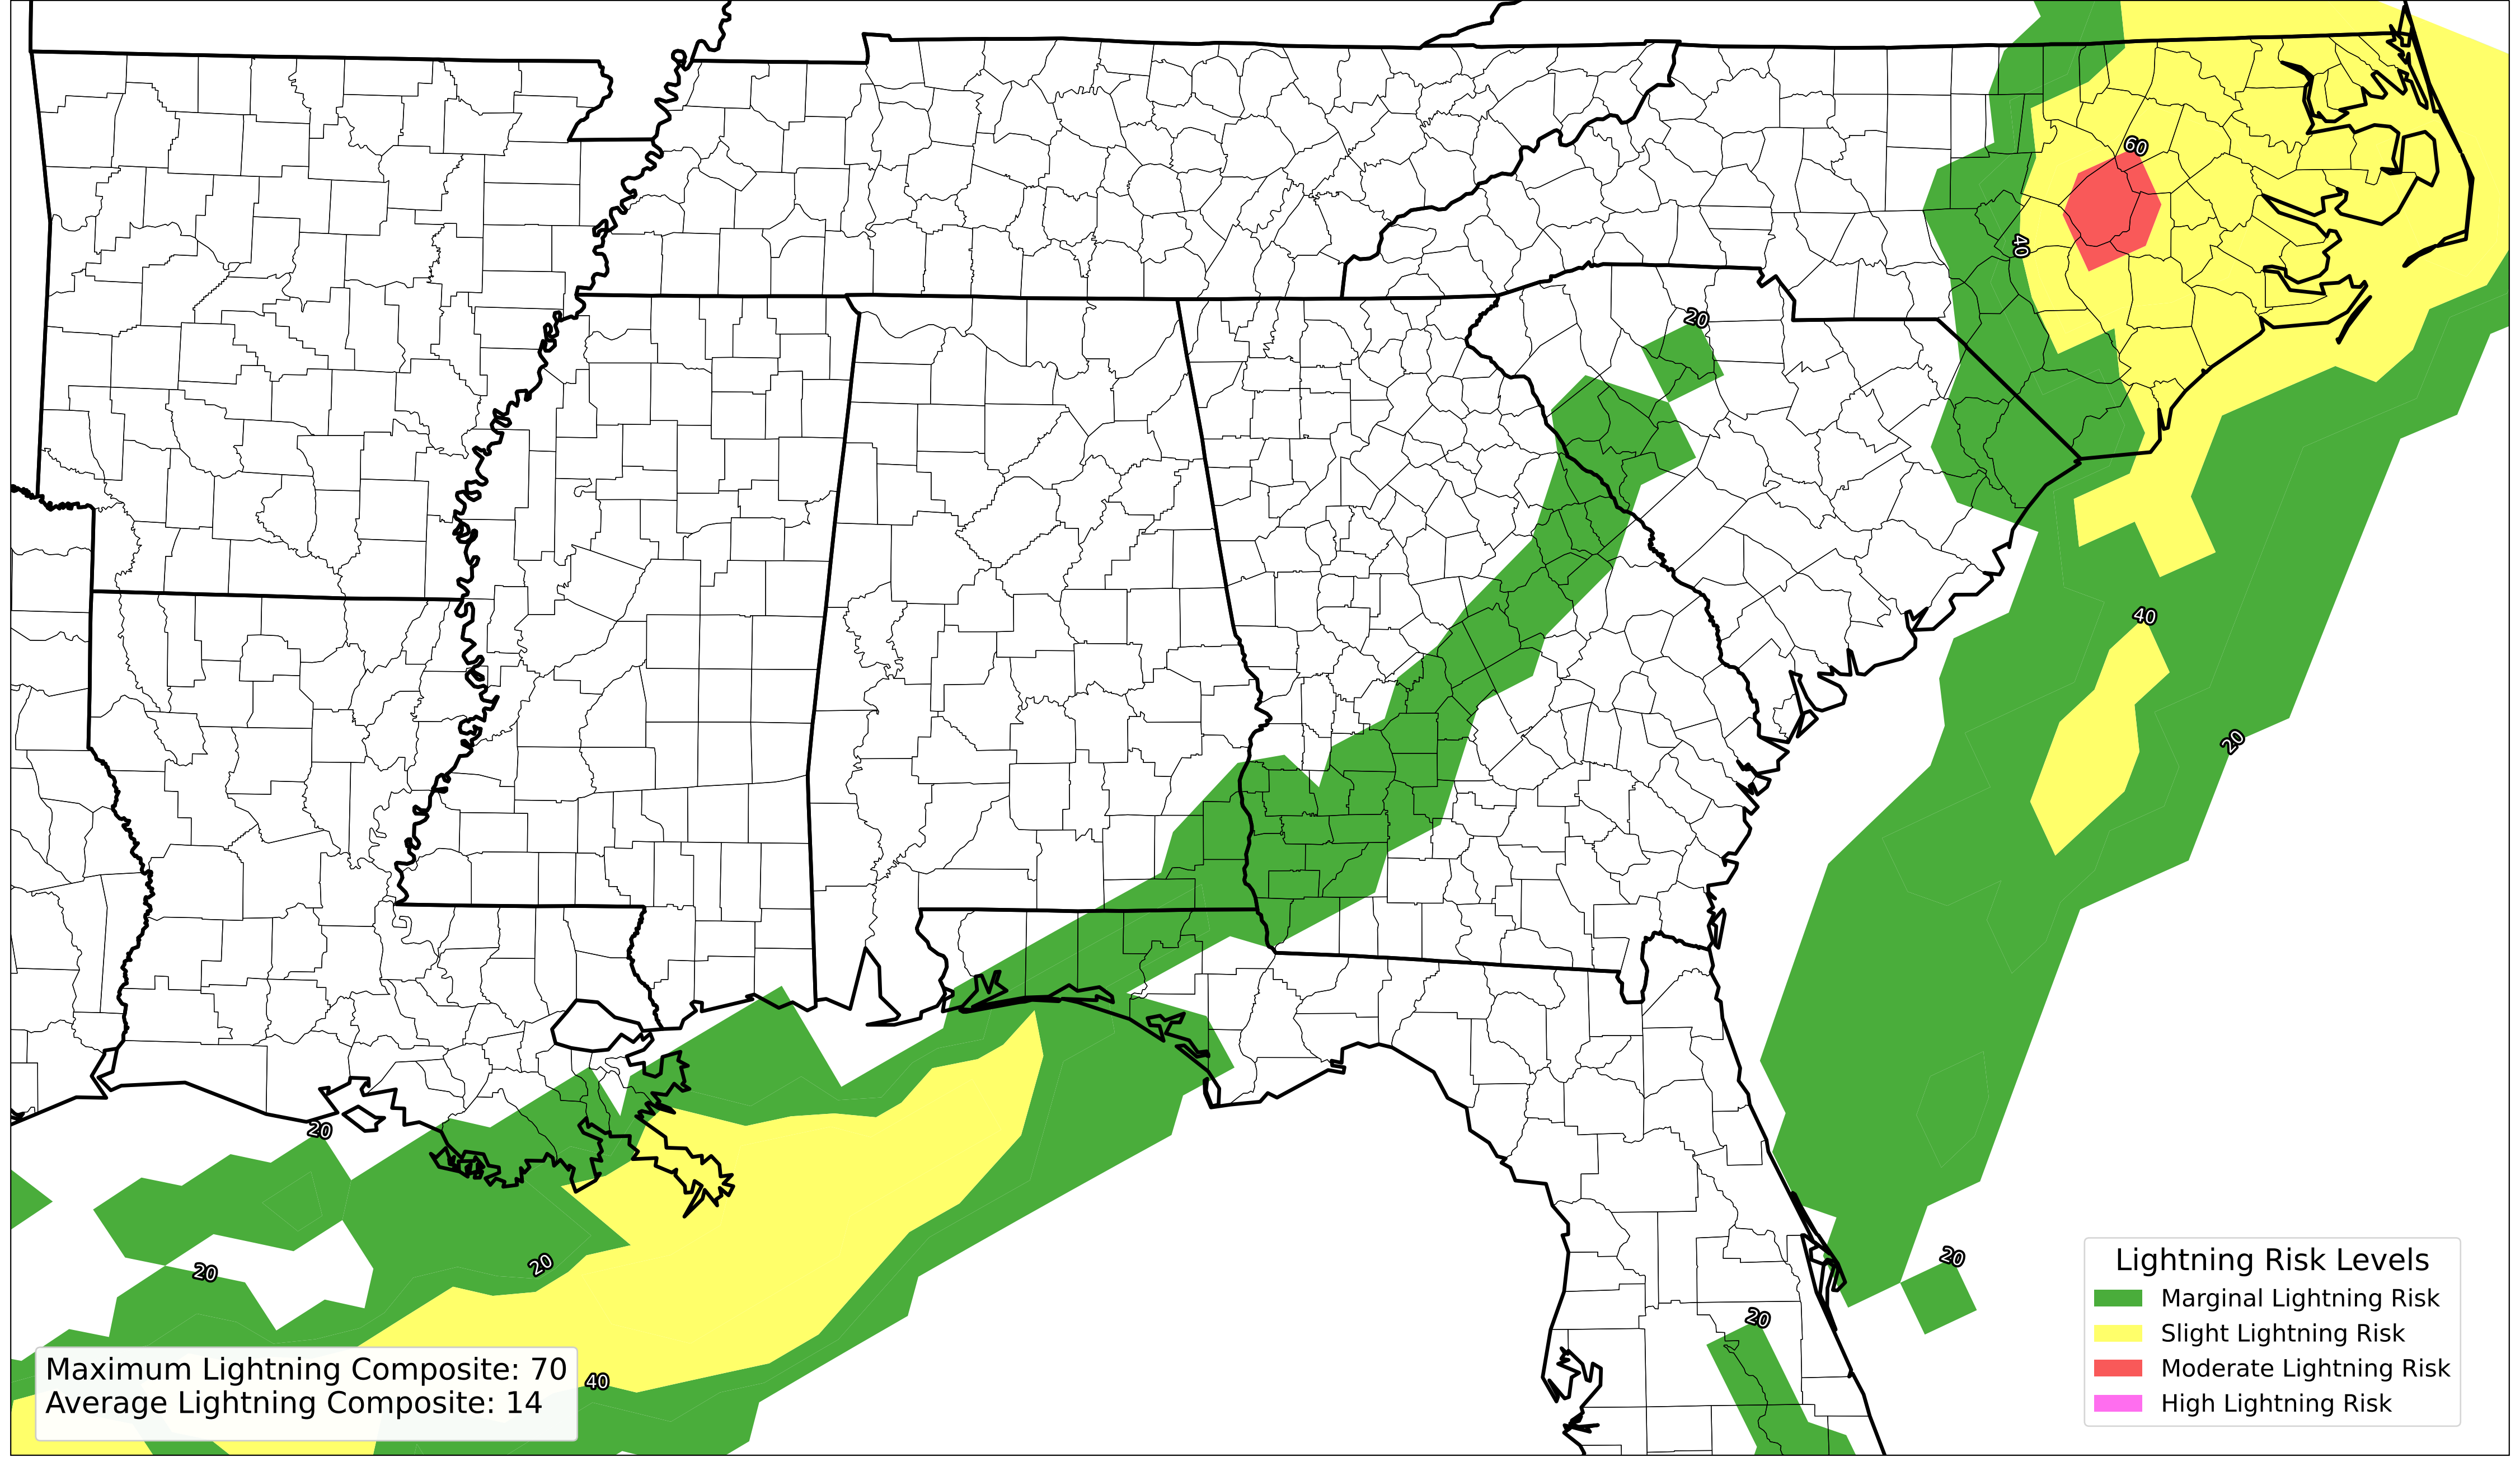 60
40
20
40
20
20
20
20
20
20
40
Maximum Lightning Composite: 70
Average Lightning Composite: 14
Lightning Risk Levels
Marginal Lightning Risk
Slight Lightning Risk
Moderate Lightning Risk
High Lightning Risk